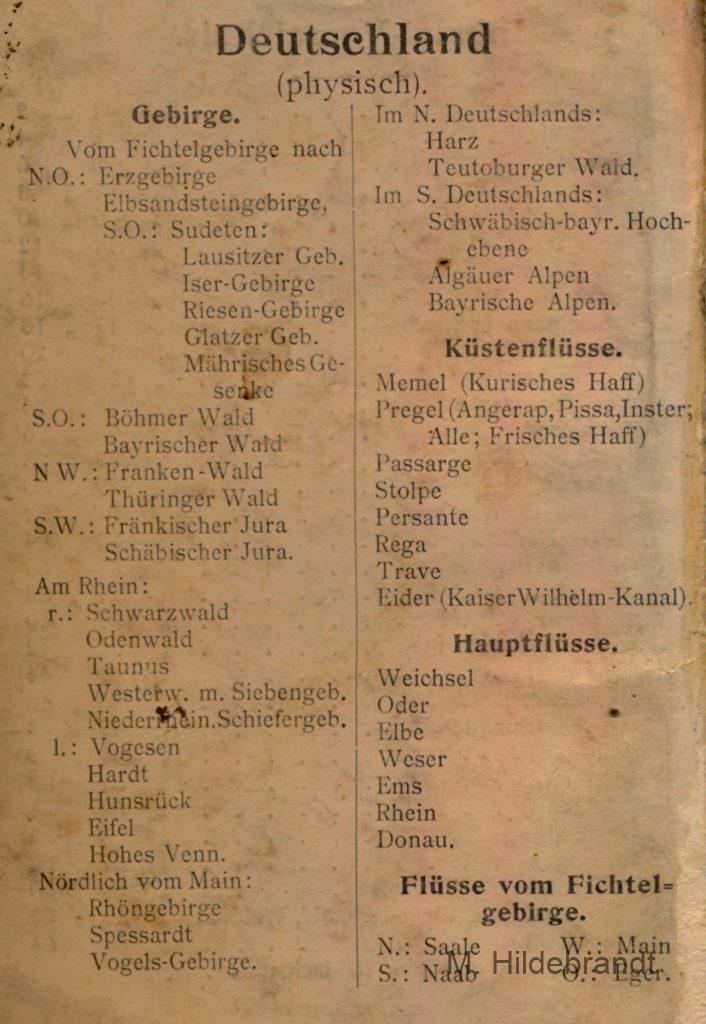 Deutschland
(physisch).
Gebirge.
Vom Fichtelgebirge nach
N.O.: Erzgebirge
Elbsandsteingebirge,
S.O.: Sudeten:
Lausitzer Geb.
Iser-Gebirge
Riesen-Gebirge
Glatzer Geb.
Mährisches Ge-
senke
S.O.: Böhmer Wald
Bayrischer Wald
N W.: Franken-Wald
Thüringer Wald
S.W.: Fränkischer Jura
Schäbischer Jura.
Am Rhein:
r.: Schwarzwald
Odenwald
Taunus
Westerw. m. Siebengeb.
Niederrhein. Schiefergeb.
l.: Vogesen
Hardt
Hunsrück
Eifel
Hohes Venn.
Nördlich vom Main:
Rhöngebirge
Spessardt
Vogels-Gebirge.
Im N. Deutschlands:
Harz
Teutoburger Wald.
Im S. Deutschlands:
Schwäbisch-bayr. Hoch-
ebene
Algäuer Alpen
Bayrische Alpen.
Küstenflüsse.
Memel (Kurisches Haff)
Pregel (Angerap, Pissa, Inster;
Alle; Frisches Haff)
Passarge
Stolpe
Persante
Rega
Trave
Eider (Kaiser Wilhelm-Kanal).
Hauptflüsse.
Weichsel
Oder
Elbe
Weser
Ems
Rhein
Donau.
Flüsse vom Fichtel=
gebirge.
N.: Saale W.: Main
S.: Naab O.: Eger.
M. Hildebrandt